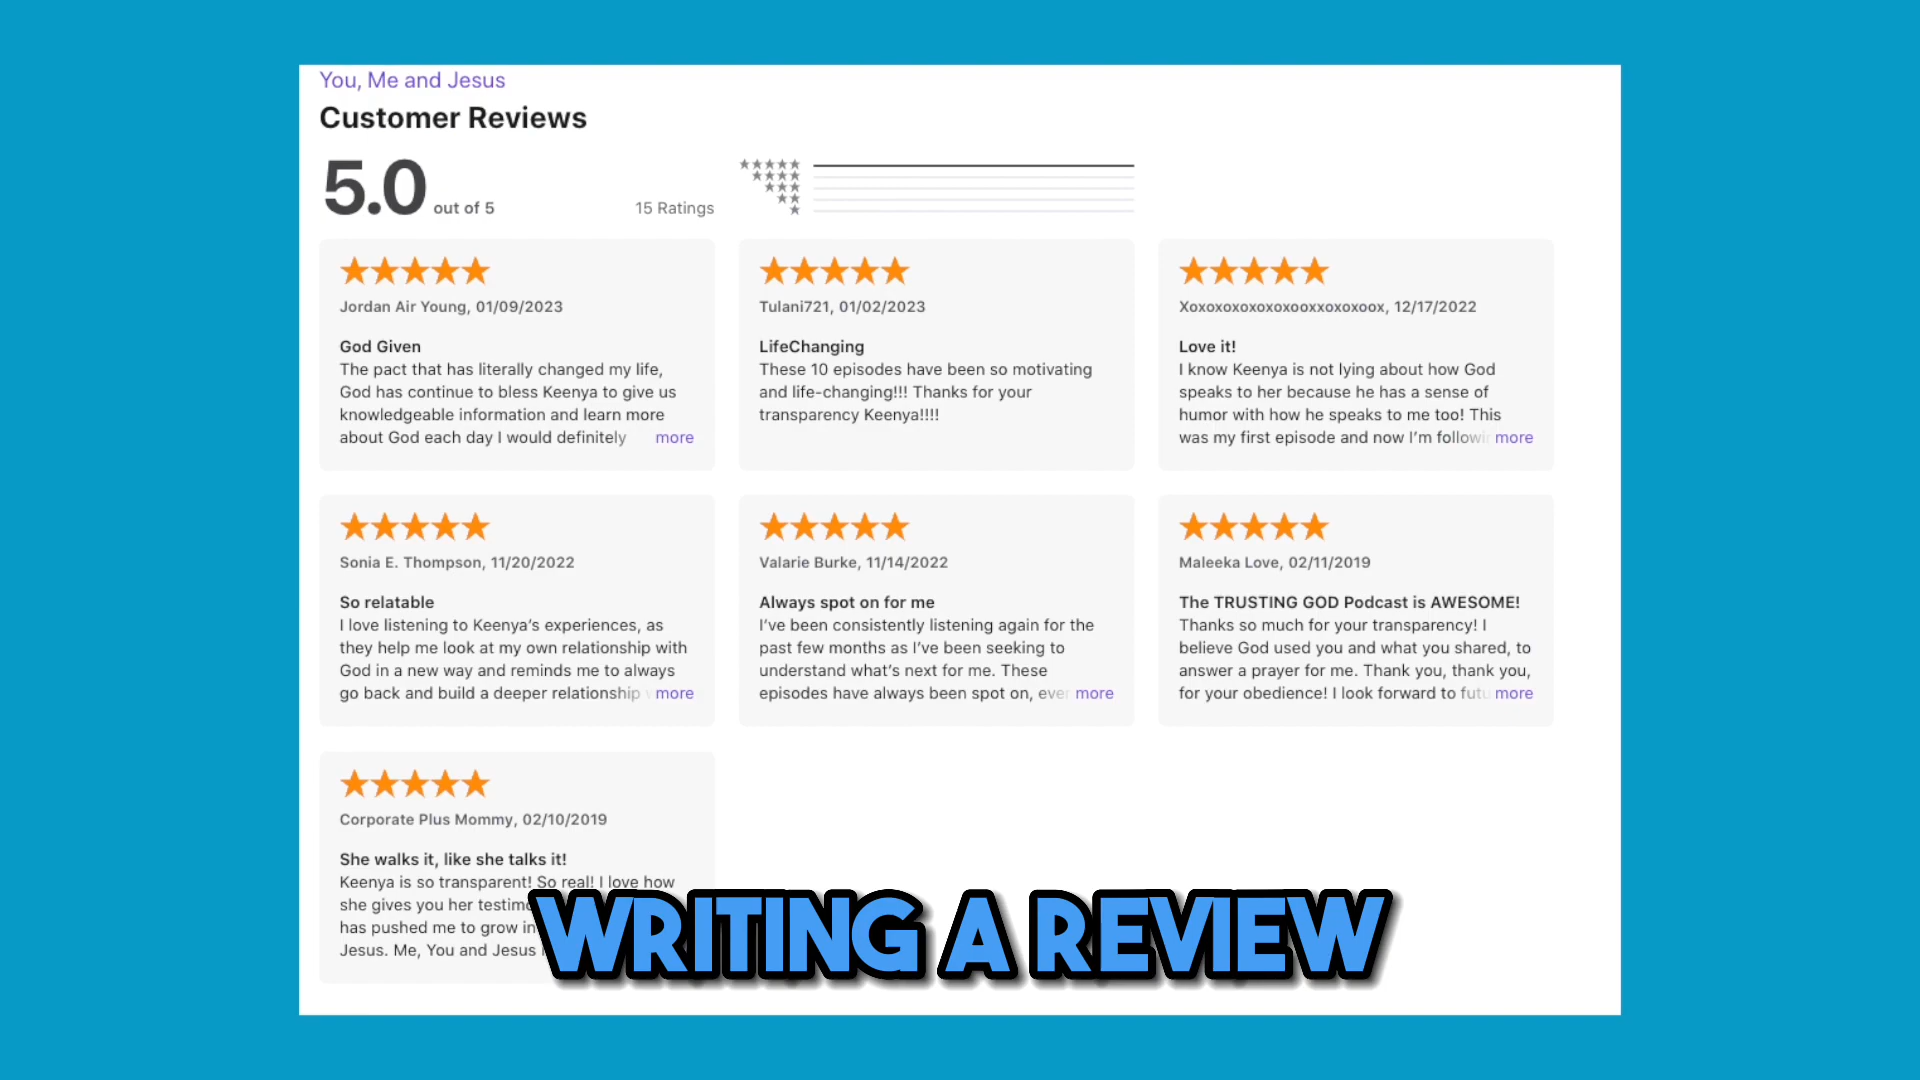 You, Me and Jesus
Customer Reviews
5.0 out of 5
15 Ratings
Jordan Air Young, 01/09/2023
God Given
The pact that has literally changed my life,
God has continue to bless Keenya to give us
knowledgeable information and learn more
about God each day I would definitely more
Tulani721, 01/02/2023
LifeChanging
These 10 episodes have been so motivating
and life-changing!!! Thanks for your
transparency Keenya!!!!
Xoxoxoxoxoxoxooxxoxoxoox, 12/17/2022
Love it!
I know Keenya is not lying about how God
speaks to her because he has a sense of
humor with how he speaks to me too! This
was my first episode and now I'm followi more
Sonia E. Thompson, 11/20/2022
So relatable
I love listening to Keenya's experiences, as
they help me look at my own relationship with
God in a new way and reminds me to always
go back and build a deeper relationship more
Valarie Burke, 11/14/2022
Always spot on for me
I've been consistently listening again for the
past few months as I've been seeking to
understand what's next for me. These
episodes have always been spot on, eve more
Maleeka Love, 02/11/2019
The TRUSTING GOD Podcast is AWESOME!
Thanks so much for your transparency! I
believe God used you and what you shared, to
answer a prayer for me. Thank you, thank you,
for your obedience! I look forward to futu more
Corporate Plus Mommy, 02/10/2019
She walks it, like she talks it!
Keenya is so transparent! So real! I love how
she gives you her testimo
has pushed me to grow in
Jesus. Me, You and Jesus
WRITING A REVIEW